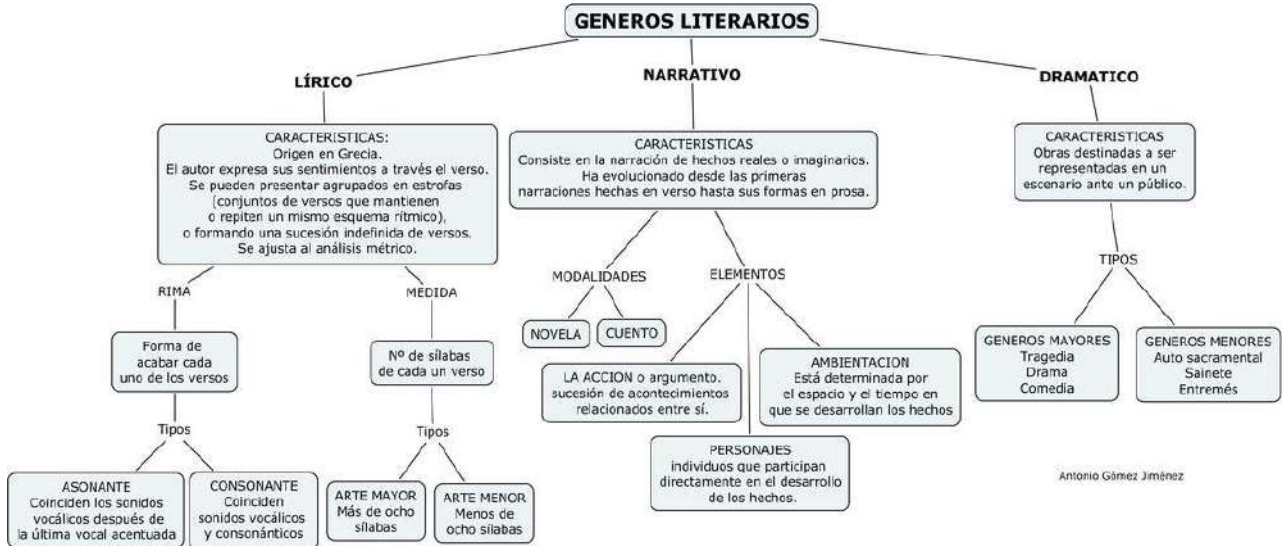 GENEROS LITERARIOS
LÍRICO
NARRATIVO
DRAMATICO
CARACTERISTICAS:
Origen en Grecia.
El autor expresa sus sentimientos a través el verso.
Se pueden presentar agrupados en estrofas
(conjuntos de versos que mantienen
o repiten un mismo esquema rítmico),
o formando una sucesión indefinida de versos.
Se ajusta al análisis métrico.
CARACTERISTICAS
Consiste en la narración de hechos reales o imaginarios.
Ha evolucionado desde las primeras
narraciones hechas en verso hasta sus formas en prosa.
CARACTERISTICAS
Obras destinadas a ser
representadas en un
escenario ante un público.
RIMA
MEDIDA
MODALIDADES
ELEMENTOS
TIPOS
Forma de
acabar cada
uno de los versos
Nº de sílabas
de cada un verso
NOVELA
CUENTO
LA ACCION o argumento.
sucesión de acontecimientos
relacionados entre sí.
AMBIENTACION
Está determinada por
el espacio y el tiempo en
que se desarrollan los hechos
GENEROS MAYORES
Tragedia
Drama
Comedia
GENEROS MENORES
Auto sacramental
Sainete
Entremés
Tipos
Tipos
PERSONAJES
individuos que participan
directamente en el desarrollo
de los hechos.
ASONANTE
Coinciden los sonidos
vocálicos después de
la última vocal acentuada
CONSONANTE
Coinciden
sonidos vocálicos
y consonánticos
ARTE MAYOR
Más de ocho
sílabas
ARTE MENOR
Menos de
ocho sílabas
Antonio Gómez Jiménez